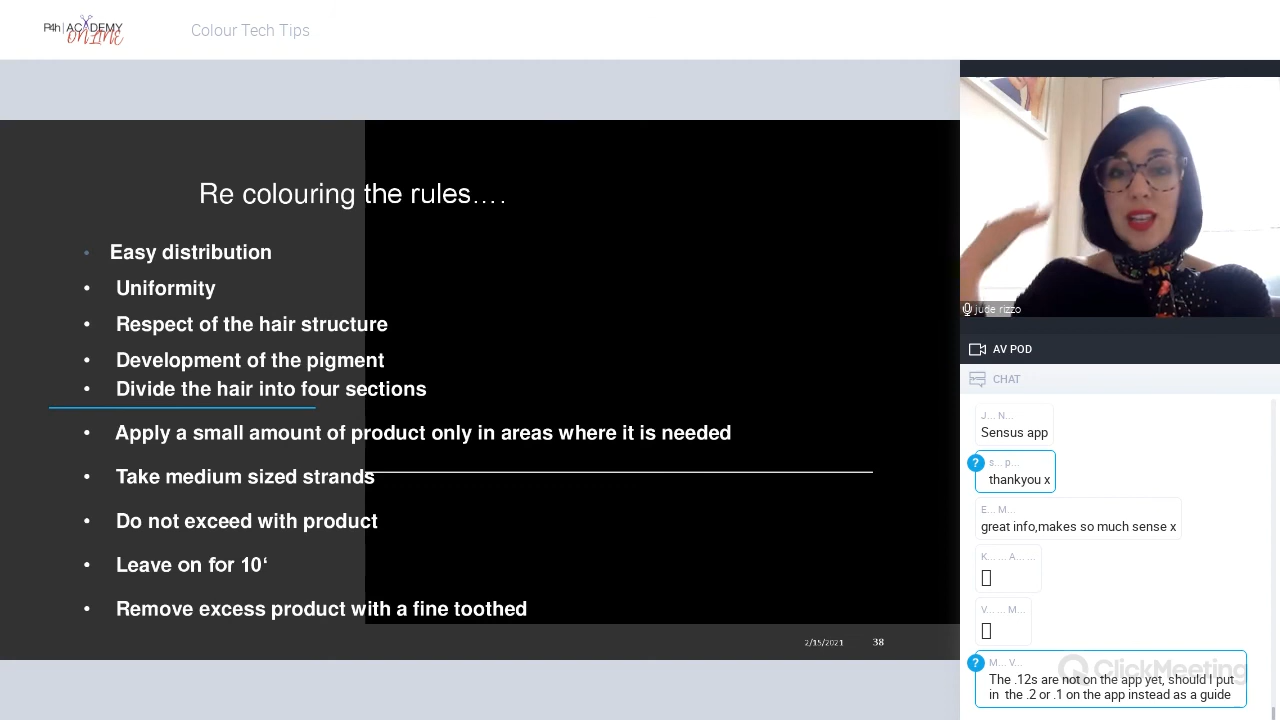 P4h | ACADEMY
ONLINE
Colour Tech Tips
Re colouring the rules....
• Easy distribution
• Uniformity
• Respect of the hair structure
• Development of the pigment
• Divide the hair into four sections
• Apply a small amount of product only in areas where it is needed
• Take medium sized strands
• Do not exceed with product
• Leave on for 10‘
• Remove excess product with a fine toothed
2/15/2021 38
jude rizzo
AV POD
CHAT
J... N...
Sensus app
? s... p...
thankyou x
E... M...
great info,makes so much sense x
K... ... A... ...
V... ... M...
? M... V...
ClickMeeting
The .12s are not on the app yet, should I put
in the .2 or .1 on the app instead as a guide